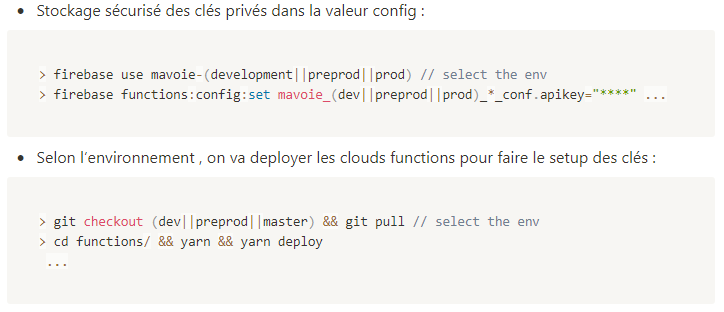 • Stockage sécurisé des clés privés dans la valeur config :
> firebase use mavoie-(development||preprod||prod) // select the env
> firebase functions:config:set mavoie_(dev||preprod||prod)_*_conf.apikey="****" ...
• Selon l'environnement , on va deployer les clouds functions pour faire le setup des clés :
> git checkout (dev||preprod||master) && git pull // select the env
> cd functions/ && yarn && yarn deploy
...